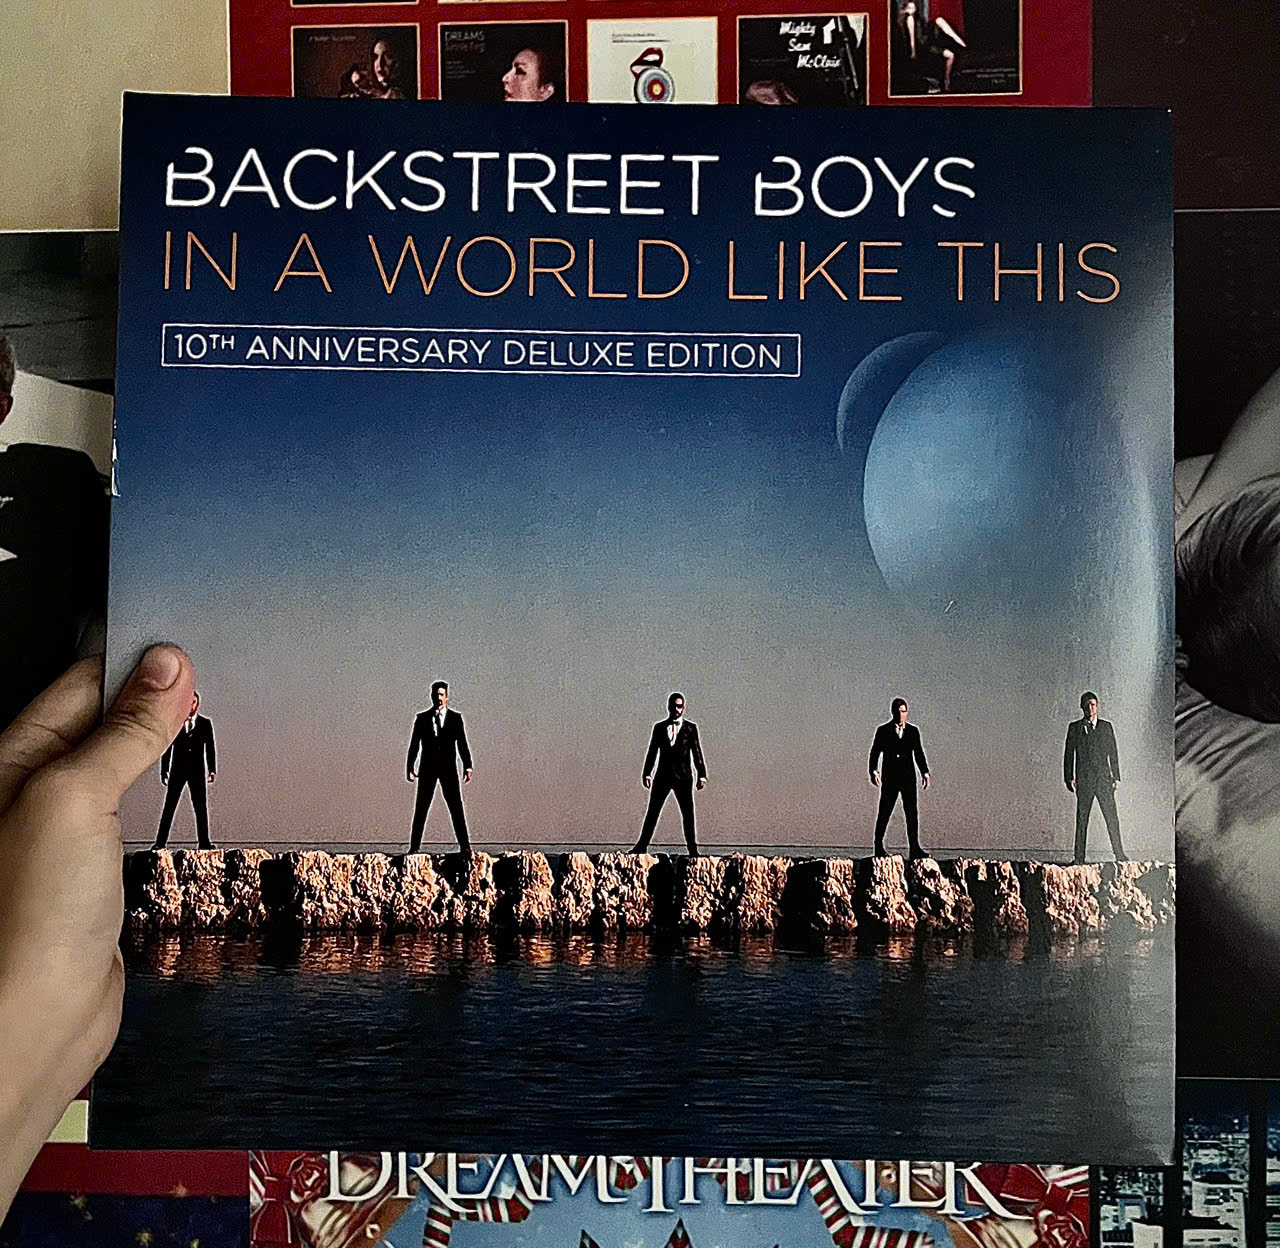 DREAMS
Mighty
Sam
McClain
BACKSTREET BOYS
IN A WORLD LIKE THIS
10TH ANNIVERSARY DELUXE EDITION
DREAM THEATER